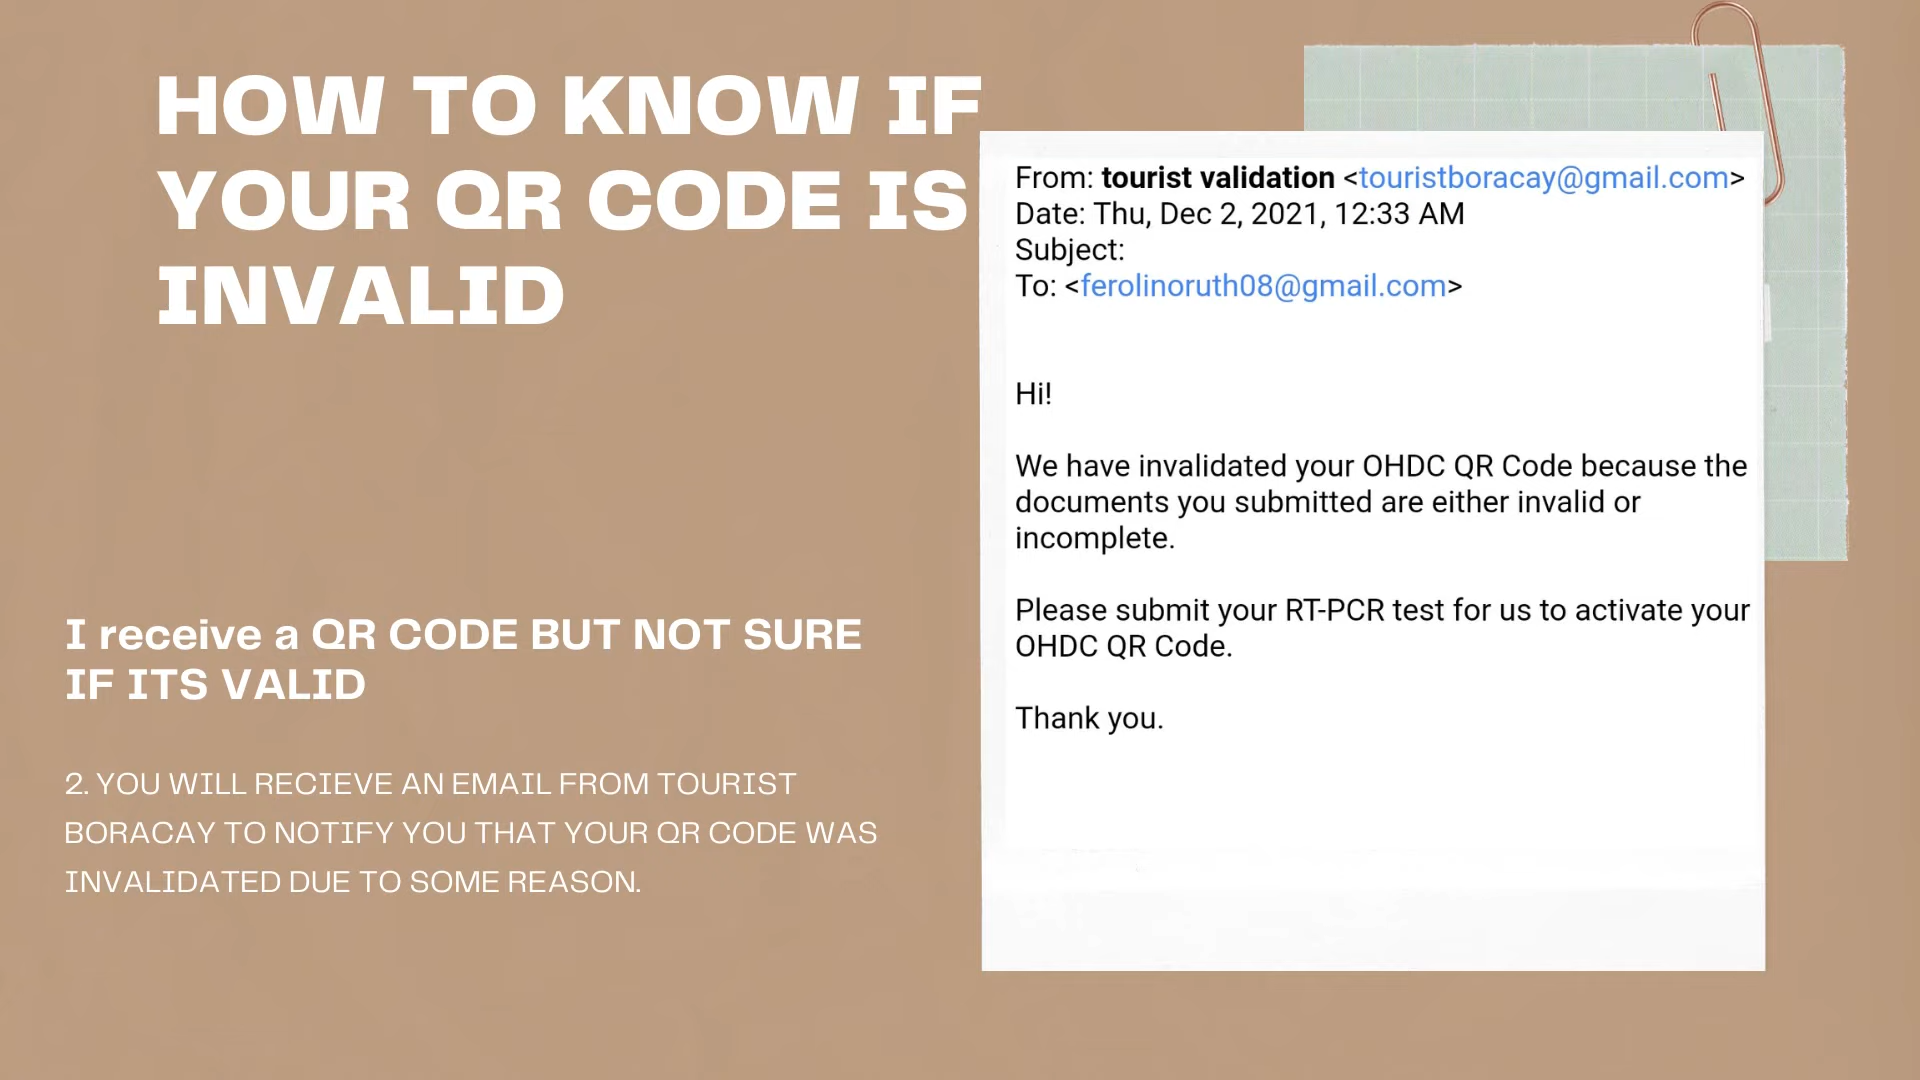 HOW TO KNOW IF
YOUR QR CODE IS
INVALID
I receive a QR CODE BUT NOT SURE
IF ITS VALID
2. YOU WILL RECIEVE AN EMAIL FROM TOURIST
BORACAY TO NOTIFY YOU THAT YOUR QR CODE WAS
INVALIDATED DUE TO SOME REASON.
From: tourist validation <touristboracay@gmail.com>
Date: Thu, Dec 2, 2021, 12:33 AM
Subject:
To: <ferolinoruth08@gmail.com>
Hi!
We have invalidated your OHDC QR Code because the
documents you submitted are either invalid or
incomplete.
Please submit your RT-PCR test for us to activate your
OHDC QR Code.
Thank you.